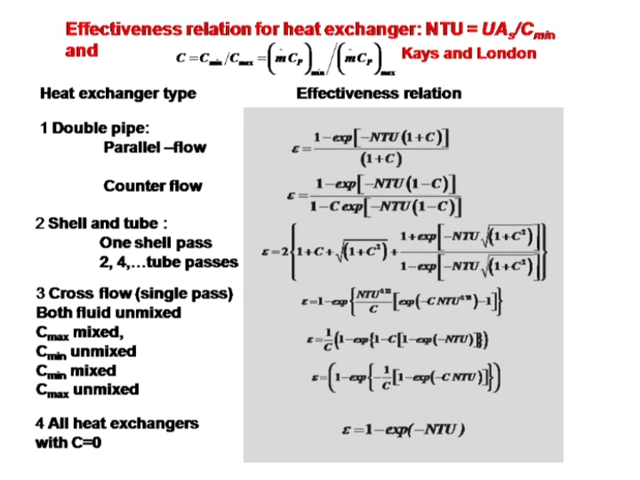 Effectiveness relation for heat exchanger: NTU = UAₛ/Cmin
and C = Cmin/Cmax = (ṁCP)min/(ṁCP)max Kays and London
Heat exchanger type Effectiveness relation
1 Double pipe:
Parallel –flow ε = 1−exp[−NTU(1+C)] / (1+C)
Counter flow ε = 1−exp[−NTU(1−C)] / 1−C exp[−NTU(1−C)]
2 Shell and tube :
One shell pass
2, 4,…tube passes ε=2{1+C+√(1+C²)+ 1+exp[−NTU√(1+C²)] / 1−exp[−NTU√(1+C²)]}
3 Cross flow (single pass)
Both fluid unmixed ε=1−exp{NTU^0.22/C [exp(−C NTU^0.78)−1]}
Cmax mixed,
Cmin unmixed ε=1/C(1−exp{1−C[1−exp(−NTU)]})
Cmin mixed
Cmax unmixed ε=(1−exp{−1/C[1−exp(−C NTU)]})
4 All heat exchangers
with C=0 ε=1−exp(−NTU)